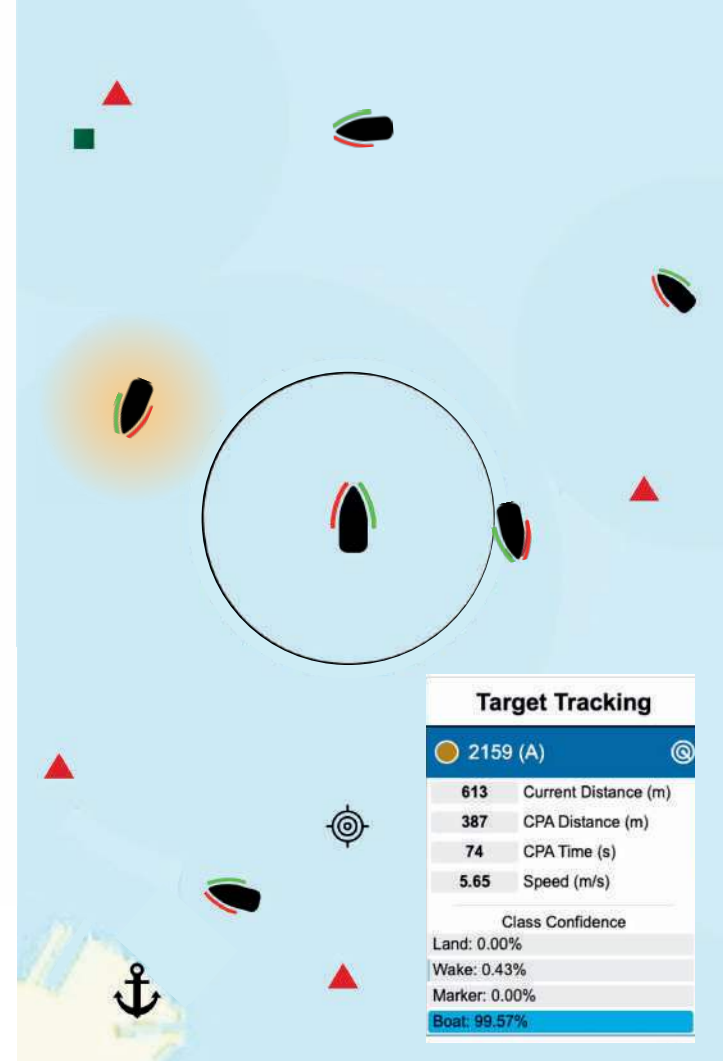 Target Tracking
2159 (A)
613 Current Distance (m)
387 CPA Distance (m)
74 CPA Time (s)
5.65 Speed (m/s)
Class Confidence
Land: 0.00%
Wake: 0.43%
Marker: 0.00%
Boat: 99.57%